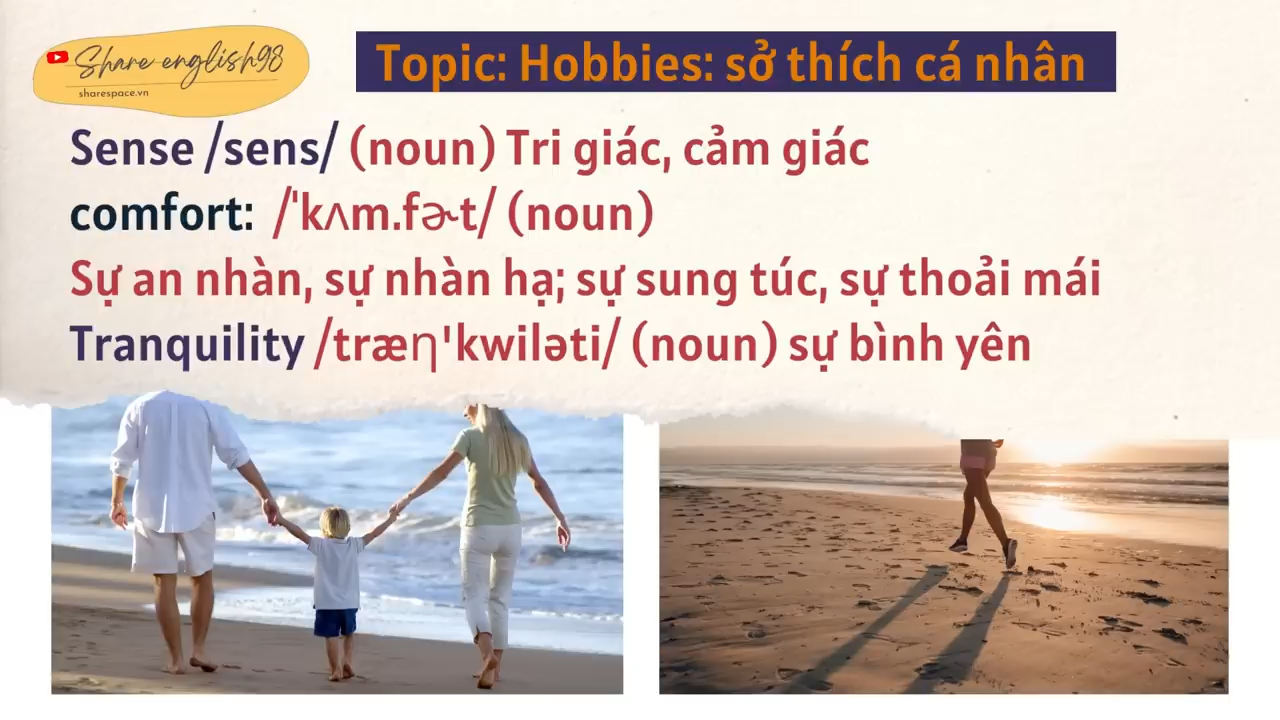 Share english98
sharespace.vn
Topic: Hobbies: sở thích cá nhân
Sense /sens/ (noun) Tri giác, cảm giác
comfort: /ˈkʌm.fɚt/ (noun)
Sự an nhàn, sự nhàn hạ; sự sung túc, sự thoải mái
Tranquility /træη'kwiləti/ (noun) sự bình yên